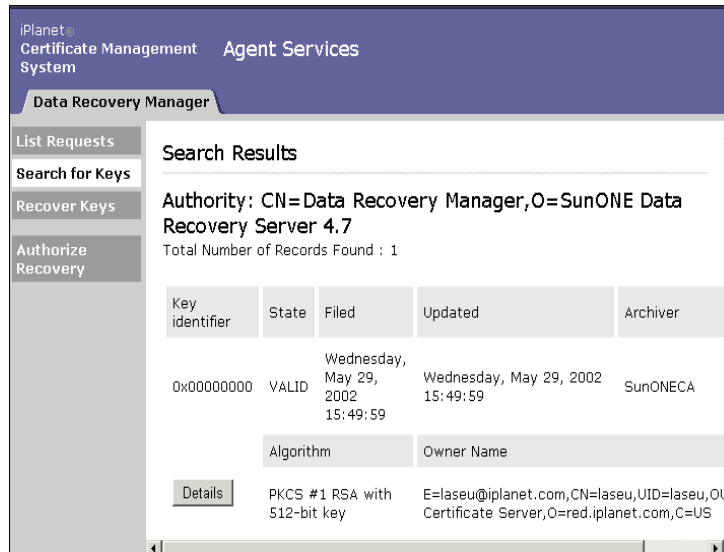 iPlanet®
Certificate Management
System
Agent Services
Data Recovery Manager
List Requests
Search for Keys
Recover Keys
Authorize
Recovery
Search Results
Authority: CN=Data Recovery Manager,O=SunONE Data
Recovery Server 4.7
Total Number of Records Found : 1
Key
identifier
State
Filed
Updated
Archiver
0x00000000
VALID
Wednesday,
May 29,
2002
15:49:59
Wednesday, May 29, 2002
15:49:59
SunONECA
Algorithm
Owner Name
Details
PKCS #1 RSA with
512-bit key
E=laseu@iplanet.com,CN=laseu,UID=laseu,OU
Certificate Server,O=red.iplanet.com,C=US